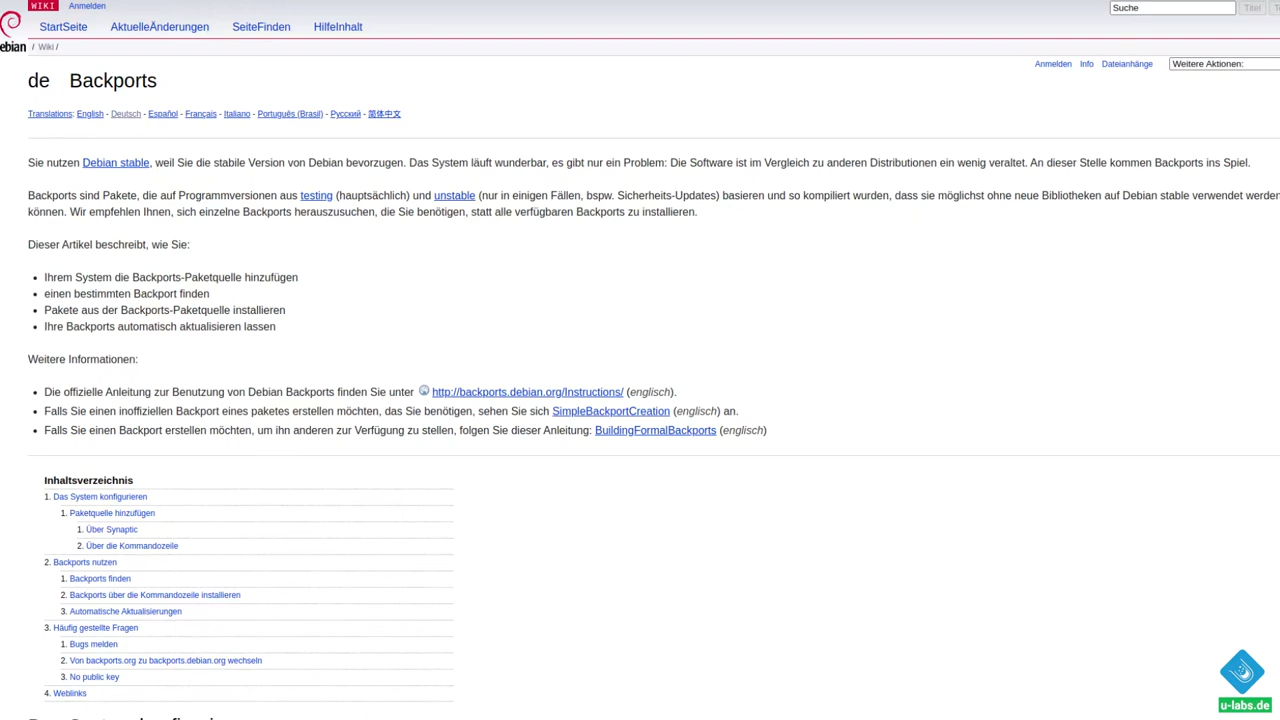 WIKI Anmelden Suche Titel
StartSeite AktuelleÄnderungen SeiteFinden HilfeInhalt
ebian / Wiki /
Anmelden Info Dateianhänge Weitere Aktionen:
de Backports
Translations: English - Deutsch - Español - Français - Italiano - Português (Brasil) - Русский - 简体中文
Sie nutzen Debian stable, weil Sie die stabile Version von Debian bevorzugen. Das System läuft wunderbar, es gibt nur ein Problem: Die Software ist im Vergleich zu anderen Distributionen ein wenig veraltet. An dieser Stelle kommen Backports ins Spiel.
Backports sind Pakete, die auf Programmversionen aus testing (hauptsächlich) und unstable (nur in einigen Fällen, bspw. Sicherheits-Updates) basieren und so kompiliert wurden, dass sie möglichst ohne neue Bibliotheken auf Debian stable verwendet werden
können. Wir empfehlen Ihnen, sich einzelne Backports herauszusuchen, die Sie benötigen, statt alle verfügbaren Backports zu installieren.
Dieser Artikel beschreibt, wie Sie:
• Ihrem System die Backports-Paketquelle hinzufügen
• einen bestimmten Backport finden
• Pakete aus der Backports-Paketquelle installieren
• Ihre Backports automatisch aktualisieren lassen
Weitere Informationen:
• Die offizielle Anleitung zur Benutzung von Debian Backports finden Sie unter http://backports.debian.org/Instructions/ (englisch).
• Falls Sie einen inoffiziellen Backport eines paketes erstellen möchten, das Sie benötigen, sehen Sie sich SimpleBackportCreation (englisch) an.
• Falls Sie einen Backport erstellen möchten, um ihn anderen zur Verfügung zu stellen, folgen Sie dieser Anleitung: BuildingFormalBackports (englisch)
Inhaltsverzeichnis
1. Das System konfigurieren
1. Paketquelle hinzufügen
1. Über Synaptic
2. Über die Kommandozeile
2. Backports nutzen
1. Backports finden
2. Backports über die Kommandozeile installieren
3. Automatische Aktualisierungen
3. Häufig gestellte Fragen
1. Bugs melden
2. Von backports.org zu backports.debian.org wechseln
3. No public key
4. Weblinks
u-labs.de